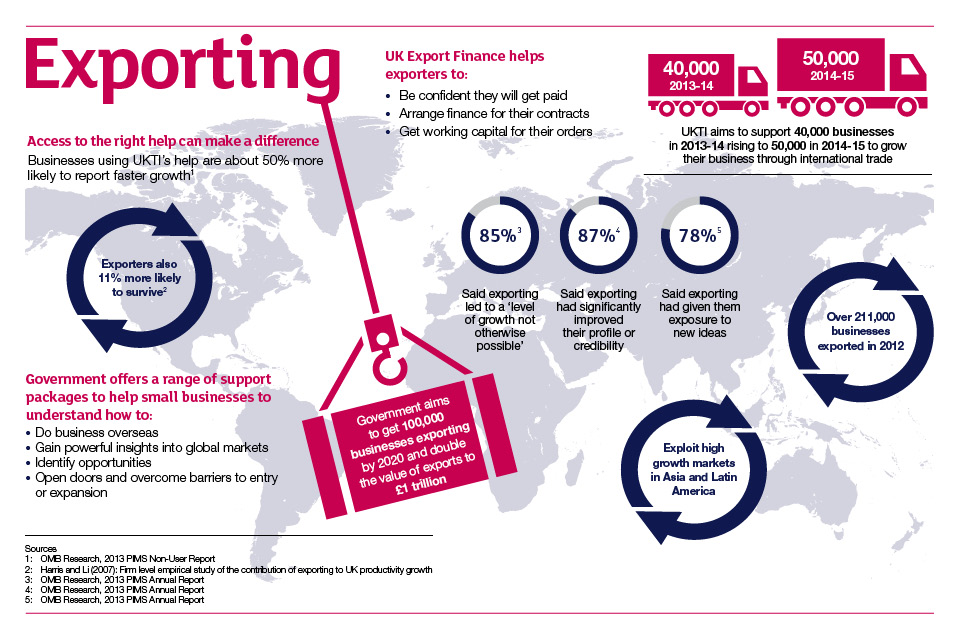 Exporting
Access to the right help can make a difference
Businesses using UKTI's help are about 50% more
likely to report faster growth1
Exporters also
11% more likely
to survive2
Government offers a range of support
packages to help small businesses to
understand how to:
• Do business overseas
• Gain powerful insights into global markets
• Identify opportunities
• Open doors and overcome barriers to entry
or expansion
UK Export Finance helps
exporters to:
• Be confident they will get paid
• Arrange finance for their contracts
• Get working capital for their orders
40,000
2013-14
50,000
2014-15
UKTI aims to support 40,000 businesses
in 2013-14 rising to 50,000 in 2014-15 to grow
their business through international trade
85%3
Said exporting
led to a 'level
of growth not
otherwise
possible'
87%4
Said exporting
had significantly
improved
their profile or
credibility
78%5
Said exporting
had given them
exposure to
new ideas
Over 211,000
businesses
exported in 2012
Government aims
to get 100,000
businesses exporting
by 2020 and double
the value of exports to
£1 trillion
Exploit high
growth markets
in Asia and Latin
America
Sources
1: OMB Research, 2013 PIMS Non-User Report
2: Harris and Li (2007): Firm level empirical study of the contribution of exporting to UK productivity growth
3: OMB Research, 2013 PIMS Annual Report
4: OMB Research, 2013 PIMS Annual Report
5: OMB Research, 2013 PIMS Annual Report